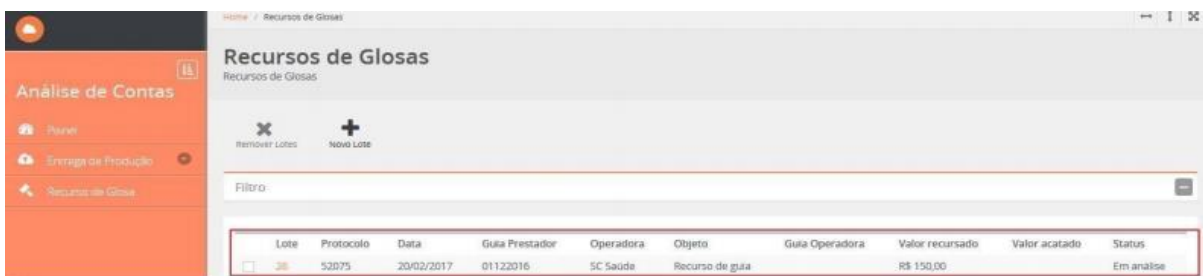 Home / Recursos de Glosas
Recursos de Glosas
Recursos de Glosas
Análise de Contas
Painel
Entrega de Produção
Recurso de Glosa
Remover Lotes Novo Lote
Filtro
Lote Protocolo Data Guia Prestador Operadora Objeto Guia Operadora Valor recursado Valor acatado Status
38 52075 20/02/2017 01122016 SC Saúde Recurso de guia R$ 150,00 Em análise